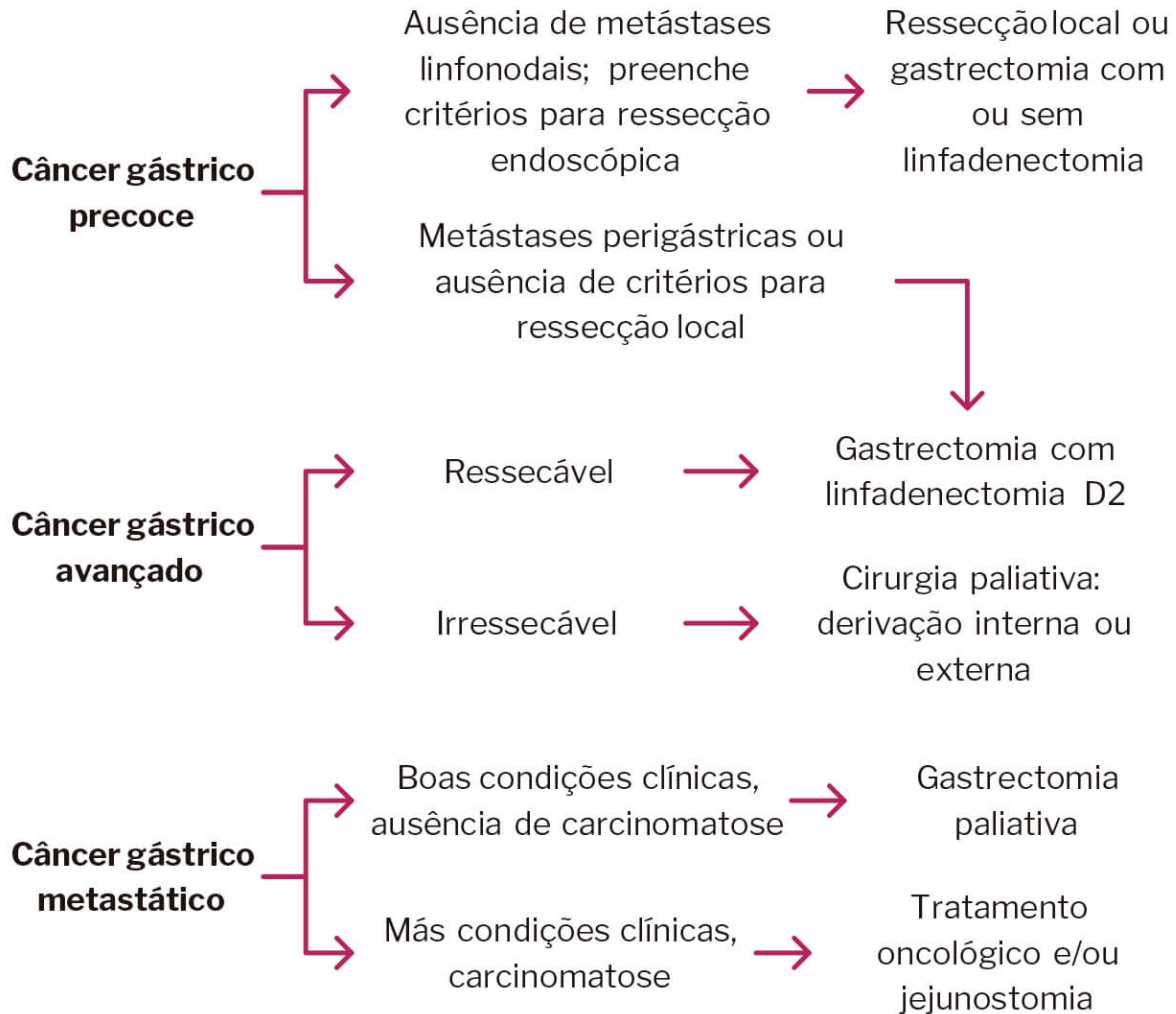 Câncer gástrico
precoce
Ausência de metástases
linfonodais; preenche
critérios para ressecção
endoscópica
Ressecção local ou
gastrectomia com
ou sem
linfadenectomia
Metástases perigástricas ou
ausência de critérios para
ressecção local
Câncer gástrico
avançado
Ressecável
Gastrectomia com
linfadenectomia D2
Irressecável
Cirurgia paliativa:
derivação interna ou
externa
Câncer gástrico
metastático
Boas condições clínicas,
ausência de carcinomatose
Gastrectomia
paliativa
Más condições clínicas,
carcinomatose
Tratamento
oncológico e/ou
jejunostomia